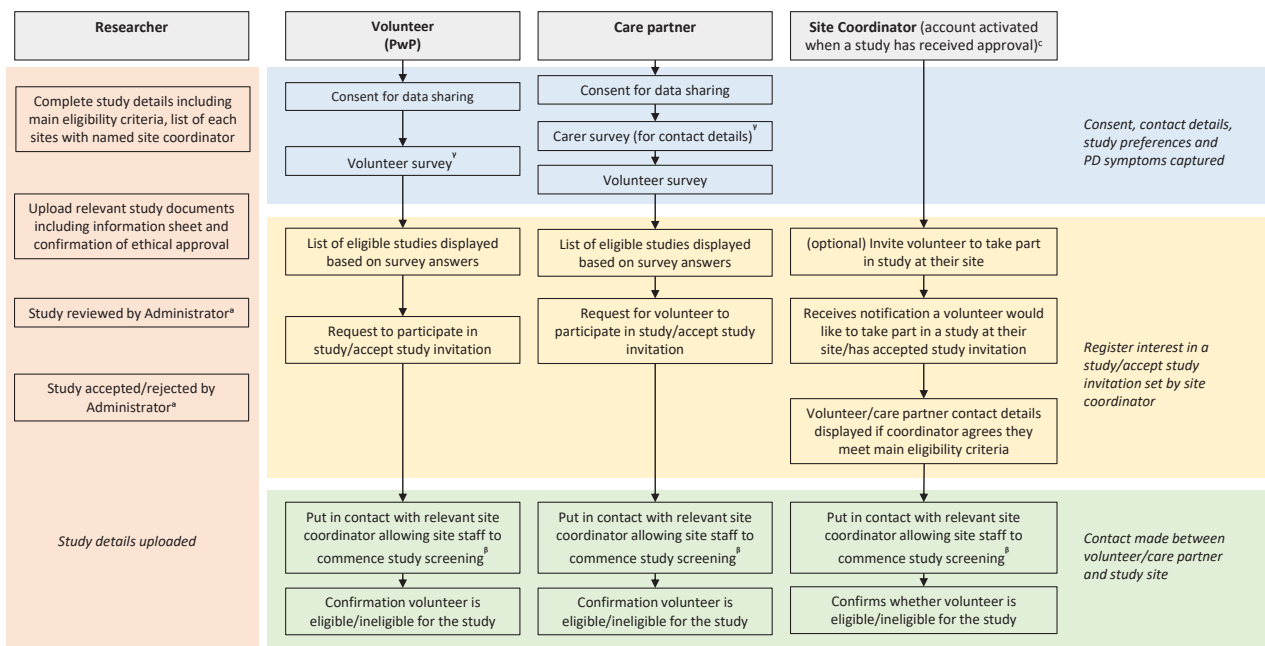 Researcher
Complete study details including
main eligibility criteria, list of each
sites with named site coordinator
Upload relevant study documents
including information sheet and
confirmation of ethical approval
Study reviewed by Administratorᵃ
Study accepted/rejected by
Administratorᵃ
Study details uploaded
Volunteer
(PwP)
Consent for data sharing
Volunteer surveyᵞ
List of eligible studies displayed
based on survey answers
Request to participate in
study/accept study invitation
Put in contact with relevant site
coordinator allowing site staff to
commence study screeningᵝ
Confirmation volunteer is
eligible/ineligible for the study
Care partner
Consent for data sharing
Carer survey (for contact details)ᵞ
Volunteer survey
List of eligible studies displayed
based on survey answers
Request for volunteer to
participate in study/accept study
invitation
Put in contact with relevant site
coordinator allowing site staff to
commence study screeningᵝ
Confirmation volunteer is
eligible/ineligible for the study
Site Coordinator (account activated
when a study has received approval)ᶜ
(optional) Invite volunteer to take part
in study at their site
Receives notification a volunteer would
like to take part in a study at their
site/has accepted study invitation
Volunteer/care partner contact details
displayed if coordinator agrees they
meet main eligibility criteria
Put in contact with relevant site
coordinator allowing site staff to
commence study screeningᵝ
Confirms whether volunteer is
eligible/ineligible for the study
Consent, contact details,
study preferences and
PD symptoms captured
Register interest in a
study/accept study
invitation set by site
coordinator
Contact made between
volunteer/care partner
and study site